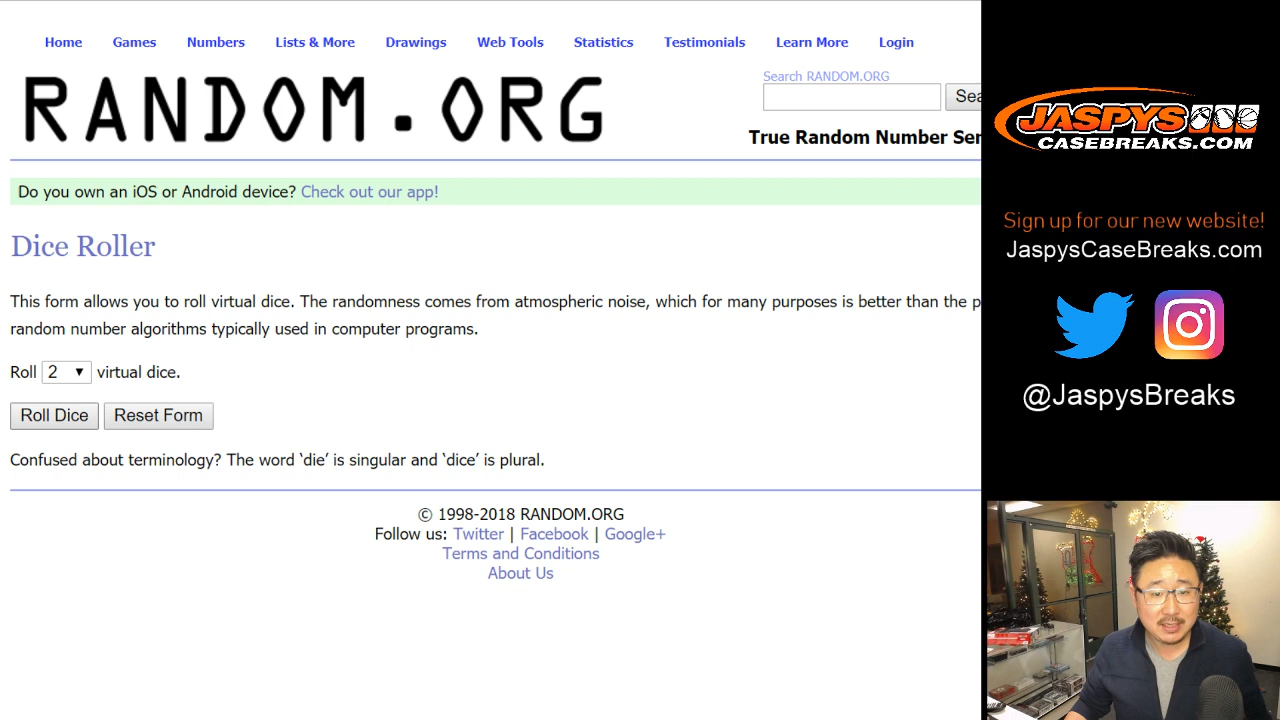 Home Games Numbers Lists & More Drawings Web Tools Statistics Testimonials Learn More Login
RANDOM.ORG
Search RANDOM.ORG
Sea
True Random Number Ser
Do you own an iOS or Android device? Check out our app!
Dice Roller
This form allows you to roll virtual dice. The randomness comes from atmospheric noise, which for many purposes is better than the p
random number algorithms typically used in computer programs.
Roll 2 ▼ virtual dice.
Roll Dice Reset Form
Confused about terminology? The word ‘die’ is singular and ‘dice’ is plural.
© 1998-2018 RANDOM.ORG
Follow us: Twitter | Facebook | Google+
Terms and Conditions
About Us
JASPYS
CASEBREAKS.COM
Sign up for our new website!
JaspysCaseBreaks.com
@JaspysBreaks